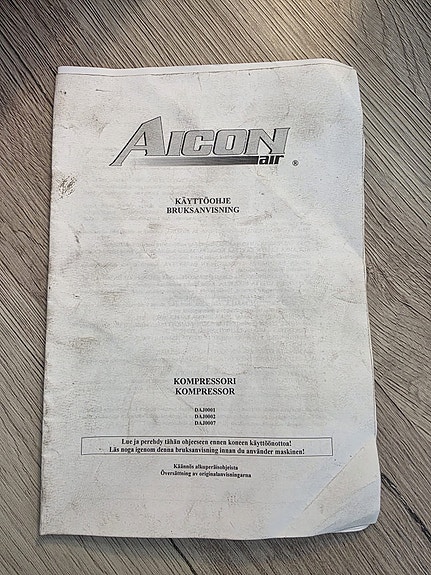 AICON
air ®
KÄYTTÖOHJE
BRUKSANVISNING
KOMPRESSORI
KOMPRESSOR
DAJ0001
DAJ0002
DAJ0007
Lue ja perehdy tähän ohjeeseen ennen koneen käyttöönottoa!
Läs noga igenom denna bruksanvisning innan du använder maskinen!
Käännös alkuperäisohjeista
Översättning av originalanvisningarna